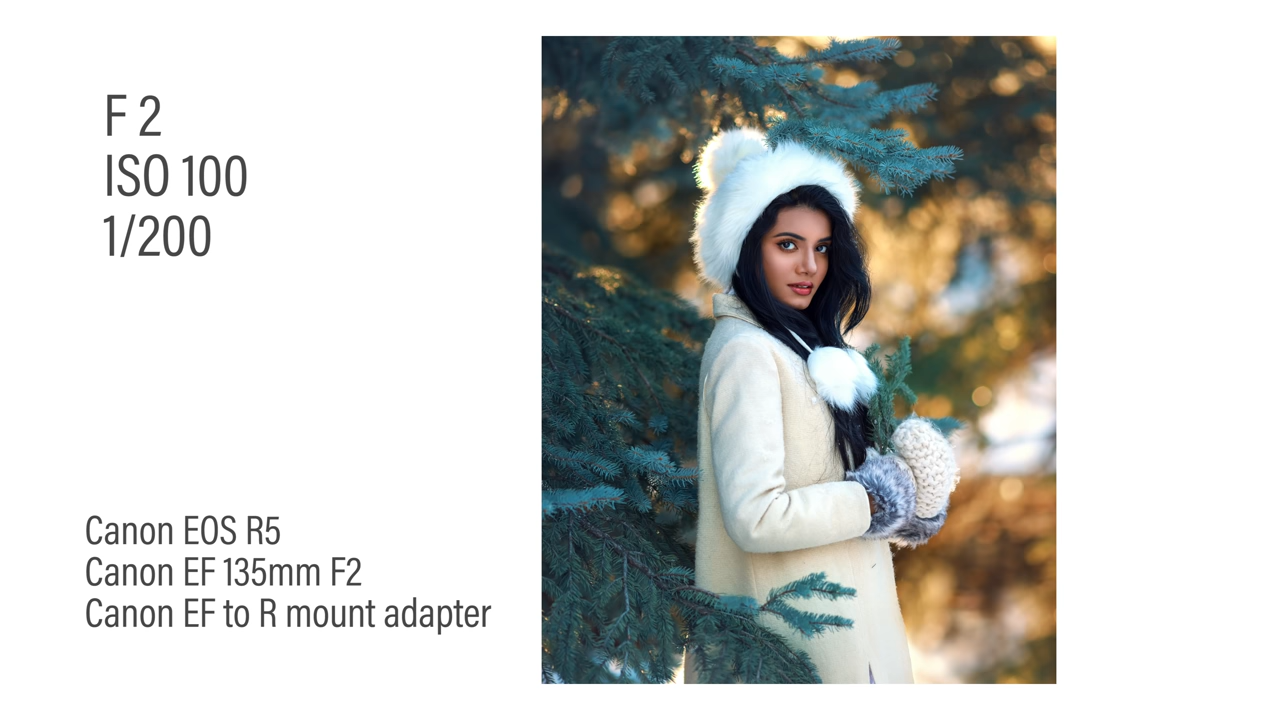 F 2
ISO 100
1/200
Canon EOS R5
Canon EF 135mm F2
Canon EF to R mount adapter